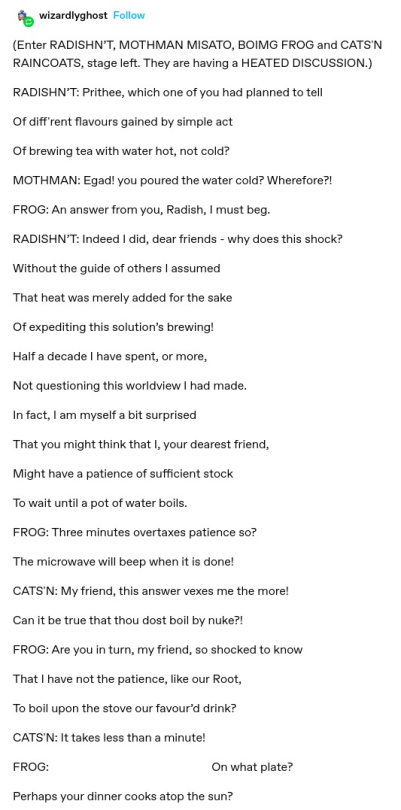 wizardlyghost Follow
(Enter RADISHN'T, MOTHMAN MISATO, BOIMG FROG and CATS'N
RAINCOATS, stage left. They are having a HEATED DISCUSSION.)
RADISHN'T: Prithee, which one of you had planned to tell
Of diff'rent flavours gained by simple act
Of brewing tea with water hot, not cold?
MOTHMAN: Egad! you poured the water cold? Wherefore?!
FROG: An answer from you, Radish, I must beg.
RADISHN'T: Indeed I did, dear friends - why does this shock?
Without the guide of others I assumed
That heat was merely added for the sake
Of expediting this solution's brewing!
Half a decade I have spent, or more,
Not questioning this worldview I had made.
In fact, I am myself a bit surprised
That you might think that I, your dearest friend,
Might have a patience of sufficient stock
To wait until a pot of water boils.
FROG: Three minutes overtaxes patience so?
The microwave will beep when it is done!
CATS'N: My friend, this answer vexes me the more!
Can it be true that thou dost boil by nuke?!
FROG: Are you in turn, my friend, so shocked to know
That I have not the patience, like our Root,
To boil upon the stove our favour'd drink?
CATS'N: It takes less than a minute!
FROG: On what plate?
Perhaps your dinner cooks atop the sun?